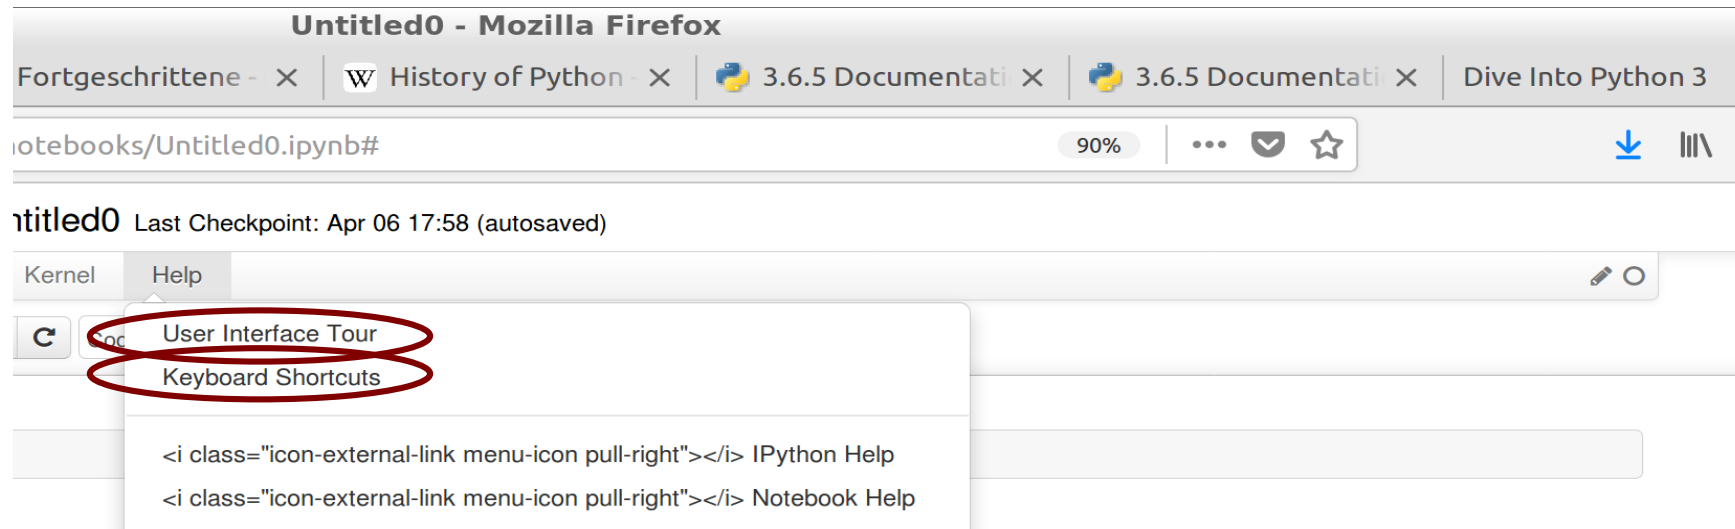 Untitled0 - Mozilla Firefox
Fortgeschrittene - History of Python - 3.6.5 Documentati 3.6.5 Documentati Dive Into Python 3
otebooks/Untitled0.ipynb# 90%
ntitled0 Last Checkpoint: Apr 06 17:58 (autosaved)
Kernel Help
User Interface Tour
Keyboard Shortcuts
<i class="icon-external-link menu-icon pull-right"></i> IPython Help
<i class="icon-external-link menu-icon pull-right"></i> Notebook Help